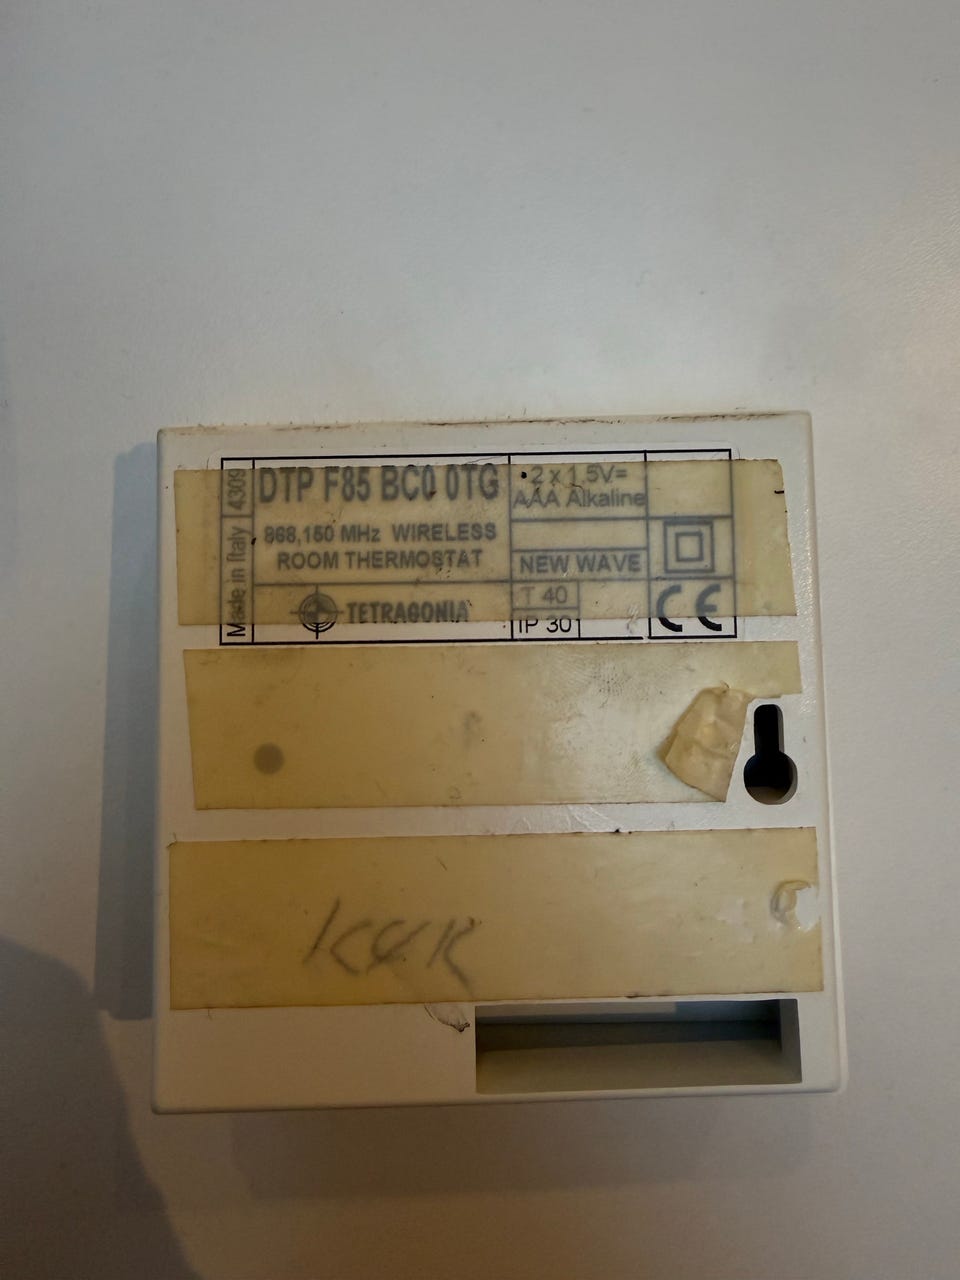 Made in Italy 4309
DTP F85 BC0 0TG
868,150 MHz WIRELESS
ROOM THERMOSTAT
TETRAGONIA
2 x 1.5V=
AAA Alkaline
NEW WAVE
T 40
IP 30
CE